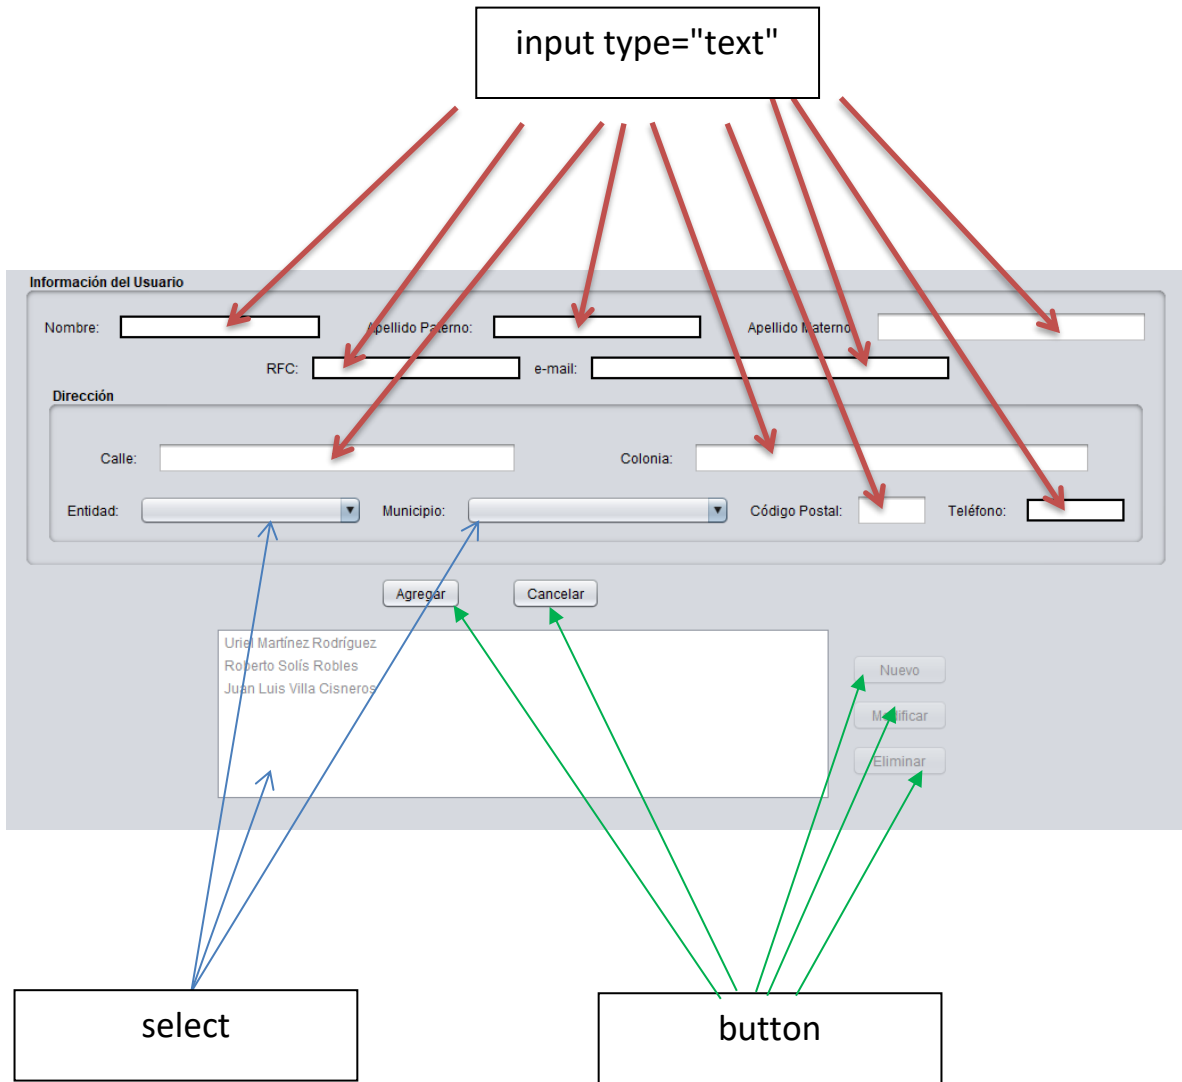 input type="text"
Información del Usuario
Nombre: Apellido Paterno: Apellido Materno:
RFC: e-mail:
Dirección
Calle: Colonia:
Entidad: Municipio: Código Postal: Teléfono:
Agregar Cancelar
Uriel Martínez Rodríguez
Roberto Solís Robles
Juan Luis Villa Cisneros
Nuevo
Modificar
Eliminar
select
button